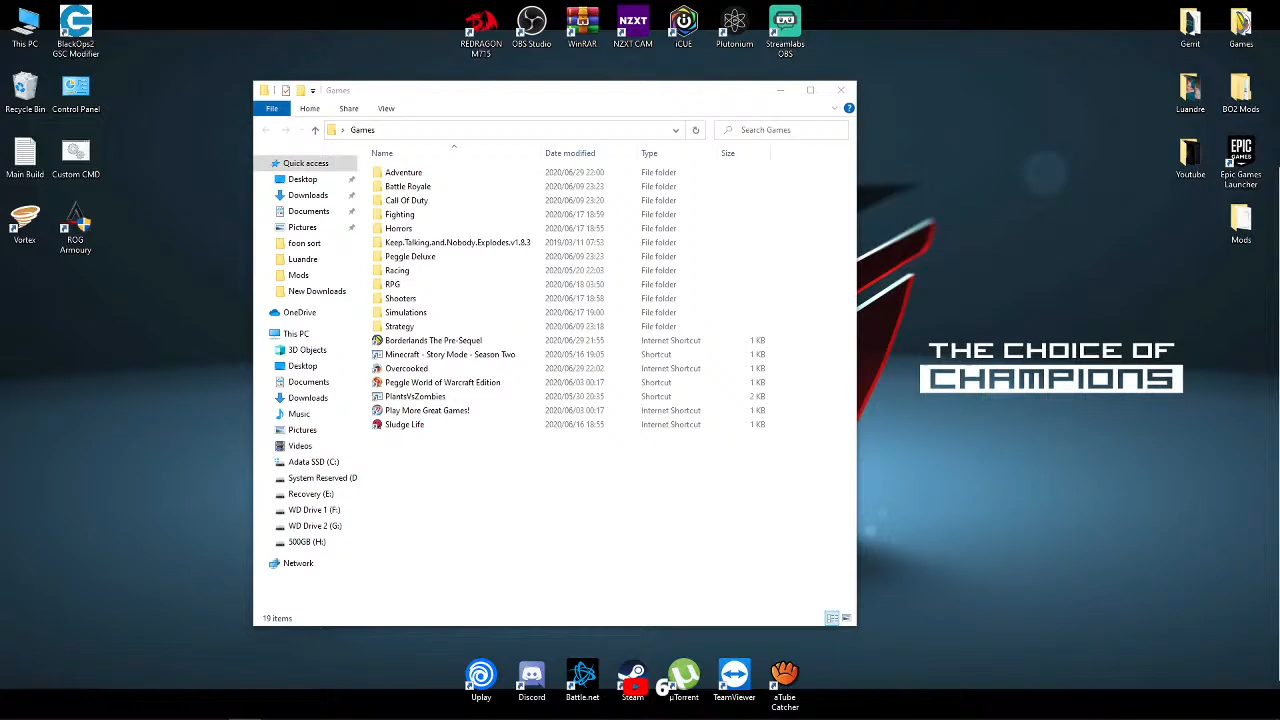 This PC
BlackOps2
GSC Modifier
REDRAGON
M715
OBS Studio
WinRAR
NZXT
NZXT CAM
iCUE
Plutonium
Streamlabs
OBS
Gerrit
Games
Recycle Bin
Control Panel
Luandre
BO2 Mods
Main Build
Custom CMD
Youtube
EPIC
GAMES
Epic Games
Launcher
Vortex
ROG
Armoury
Mods
Games
File
Home
Share
View
Games
Search Games
Name
Date modified
Type
Size
Quick access
Desktop
Downloads
Documents
Pictures
foon sort
Luandre
Mods
New Downloads
OneDrive
This PC
3D Objects
Desktop
Documents
Downloads
Music
Pictures
Videos
Adata SSD (C:)
System Reserved (D
Recovery (E:)
WD Drive 1 (F:)
WD Drive 2 (G:)
500GB (H:)
Network
Adventure 2020/06/29 22:00 File folder
Battle Royale 2020/06/09 23:23 File folder
Call Of Duty 2020/06/09 23:20 File folder
Fighting 2020/06/17 18:59 File folder
Horrors 2020/06/17 18:55 File folder
Keep.Talking.and.Nobody.Explodes.v1.8.3 2019/03/11 07:53 File folder
Peggle Deluxe 2020/06/09 23:23 File folder
Racing 2020/05/20 22:03 File folder
RPG 2020/06/18 03:50 File folder
Shooters 2020/06/17 18:58 File folder
Simulations 2020/06/17 19:00 File folder
Strategy 2020/06/09 23:18 File folder
Borderlands The Pre-Sequel 2020/06/29 21:55 Internet Shortcut 1 KB
Minecraft - Story Mode - Season Two 2020/05/16 19:05 Shortcut 1 KB
Overcooked 2020/06/29 22:02 Internet Shortcut 1 KB
Peggle World of Warcraft Edition 2020/06/03 00:17 Shortcut 1 KB
PlantsVsZombies 2020/05/30 20:35 Shortcut 2 KB
Play More Great Games! 2020/06/03 00:17 Internet Shortcut 1 KB
Sludge Life 2020/06/16 18:55 Internet Shortcut 1 KB
19 items
THE CHOICE OF
CHAMPIONS
Uplay
Discord
Battle.net
Steam
6
µTorrent
TeamViewer
aTube
Catcher